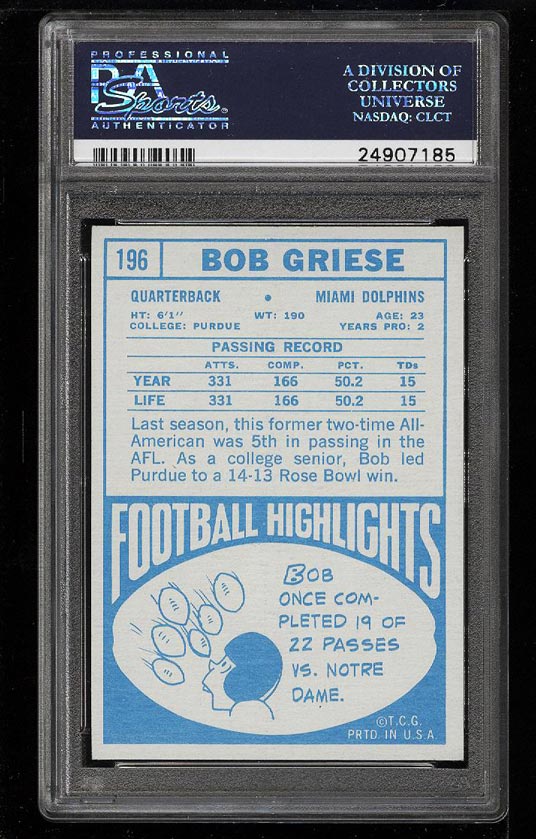 PROFESSIONAL
PSA
Sports
AUTHENTICATOR
A DIVISION OF
COLLECTORS
UNIVERSE
NASDAQ: CLCT
24907185
196 BOB GRIESE
QUARTERBACK • MIAMI DOLPHINS
HT: 6'1" WT: 190 AGE: 23
COLLEGE: PURDUE YEARS PRO: 2
PASSING RECORD
ATTS. COMP. PCT. TDs
YEAR 331 166 50.2 15
LIFE 331 166 50.2 15
Last season, this former two-time All-
American was 5th in passing in the
AFL. As a college senior, Bob led
Purdue to a 14-13 Rose Bowl win.
FOOTBALL HIGHLIGHTS
BOB
ONCE COM-
PLETED 19 OF
22 PASSES
VS. NOTRE
DAME.
©T.C.G.
PRTD. IN U.S.A.